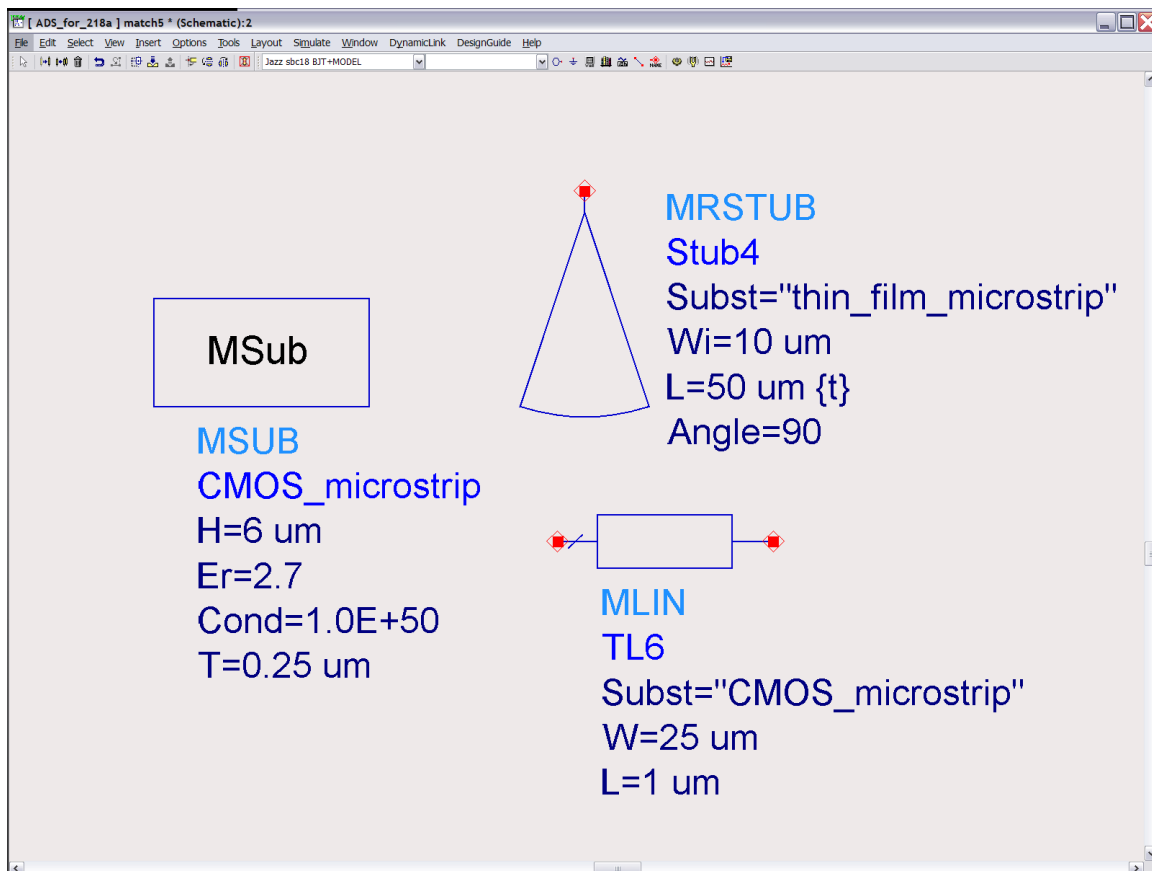 [ ADS_for_218a ] match5 * (Schematic):2
File Edit Select View Insert Options Tools Layout Simulate Window DynamicLink DesignGuide Help
Jazz sbc18 BJT+MODEL
MSub
MSUB
CMOS_microstrip
H=6 um
Er=2.7
Cond=1.0E+50
T=0.25 um
MRSTUB
Stub4
Subst="thin_film_microstrip"
Wi=10 um
L=50 um {t}
Angle=90
MLIN
TL6
Subst="CMOS_microstrip"
W=25 um
L=1 um